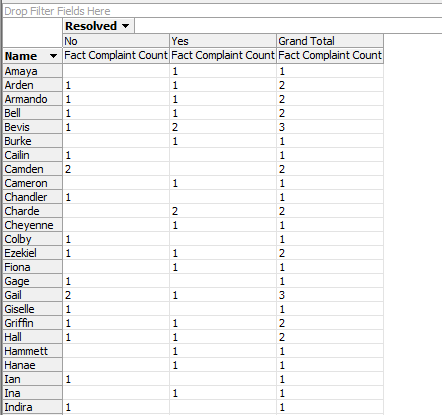 Drop Filter Fields Here
Resolved
No Yes Grand Total
Name Fact Complaint Count Fact Complaint Count Fact Complaint Count
Amaya 1 1
Arden 1 1 2
Armando 1 1 2
Bell 1 1 2
Bevis 1 2 3
Burke 1 1
Cailin 1 1
Camden 2 2
Cameron 1 1
Chandler 1 1
Charde 2 2
Cheyenne 1 1
Colby 1 1
Ezekiel 1 1 2
Fiona 1 1
Gage 1 1
Gail 2 1 3
Giselle 1 1
Griffin 1 1 2
Hall 1 1 2
Hammett 1 1
Hanae 1 1
Ian 1 1
Ina 1 1
Indira 1 1